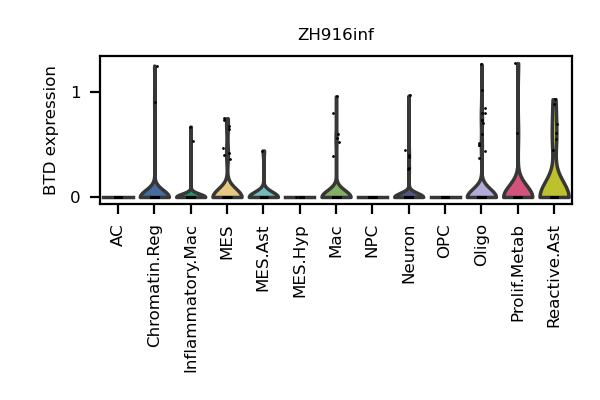 ZH916inf
BTD expression
1
0
AC
Chromatin.Reg
Inflammatory.Mac
MES
MES.Ast
MES.Hyp
Mac
NPC
Neuron
OPC
Oligo
Prolif.Metab
Reactive.Ast